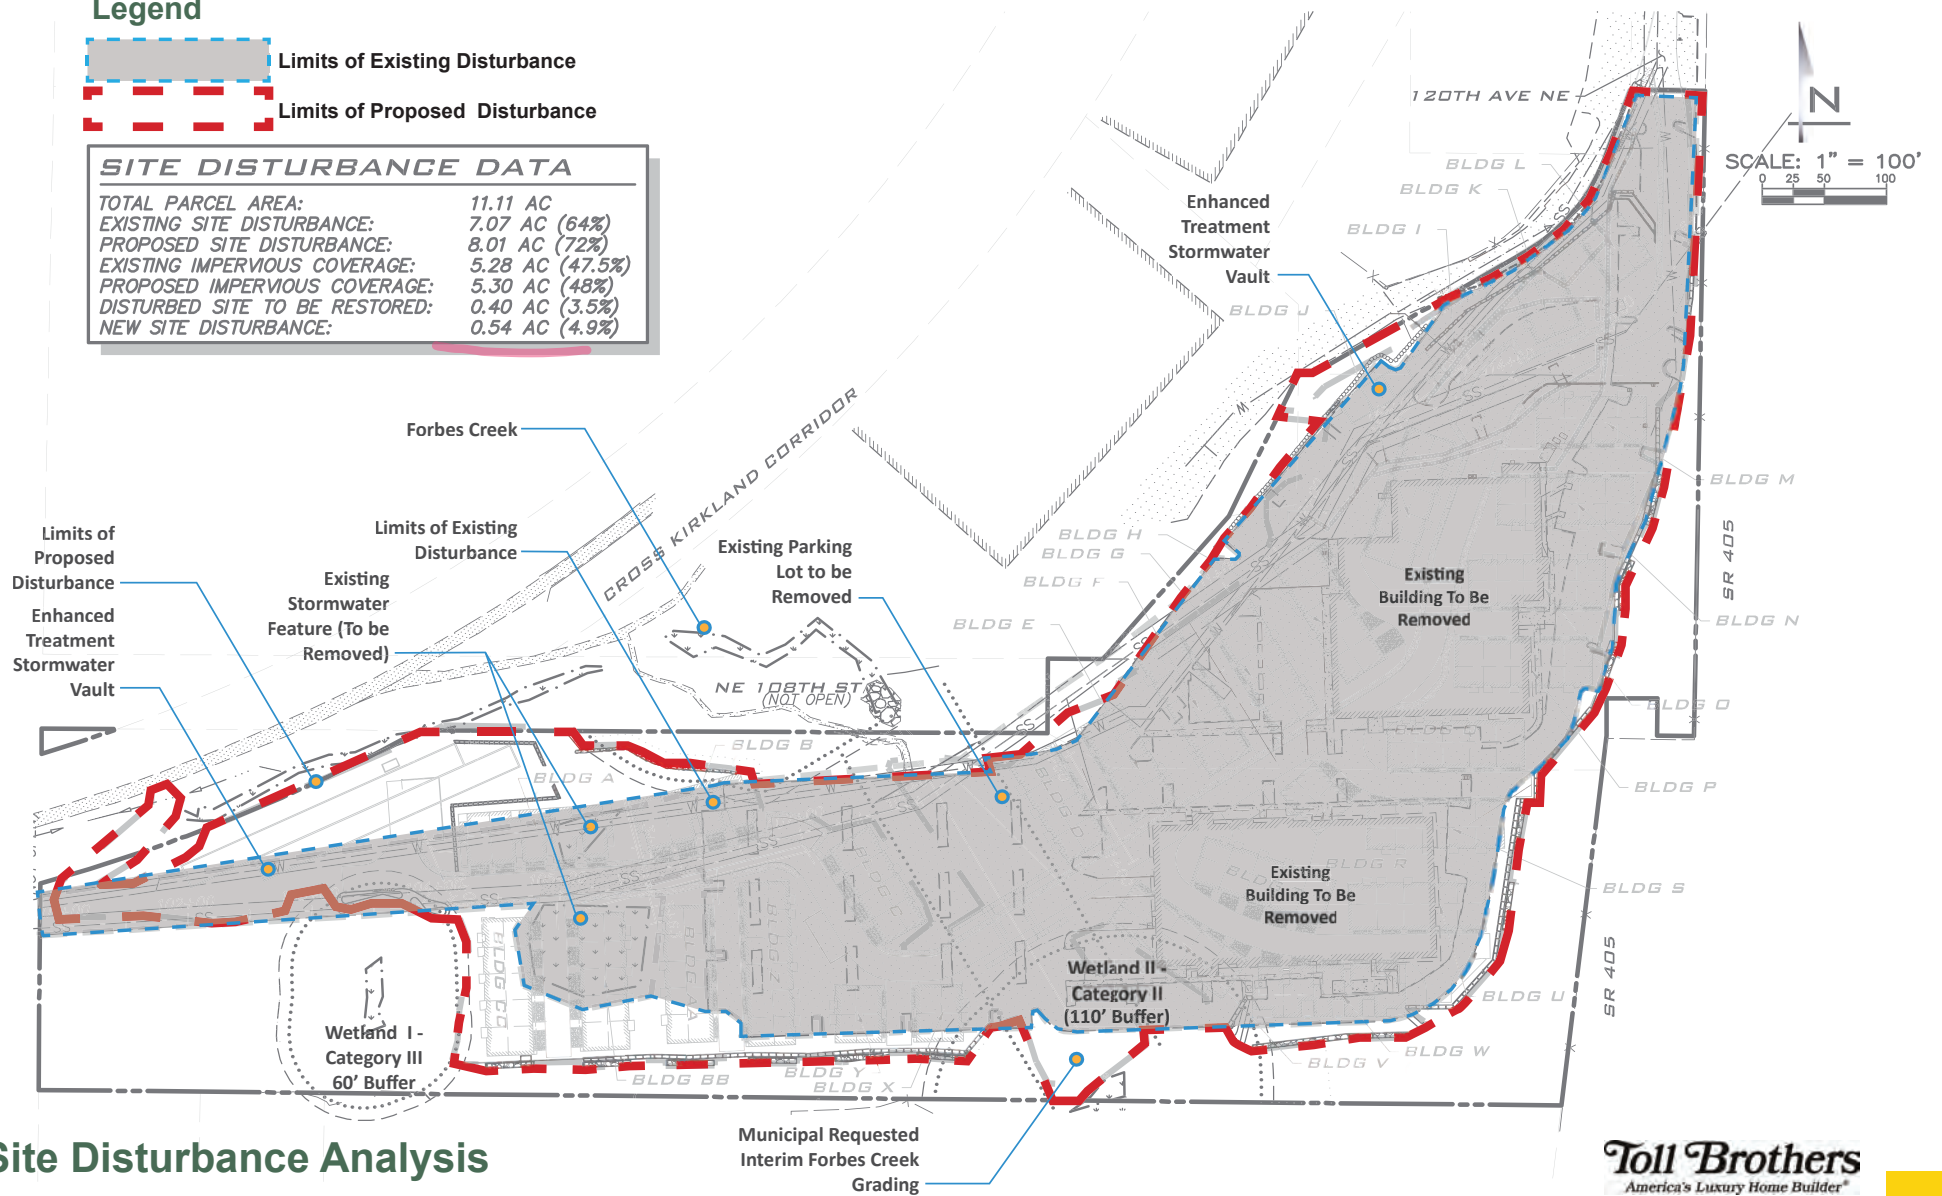 Legend
Limits of Existing Disturbance
Limits of Proposed Disturbance
SITE DISTURBANCE DATA
TOTAL PARCEL AREA: 11.11 AC
EXISTING SITE DISTURBANCE: 7.07 AC (64%)
PROPOSED SITE DISTURBANCE: 8.01 AC (72%)
EXISTING IMPERVIOUS COVERAGE: 5.28 AC (47.5%)
PROPOSED IMPERVIOUS COVERAGE: 5.30 AC (48%)
DISTURBED SITE TO BE RESTORED: 0.40 AC (3.5%)
NEW SITE DISTURBANCE: 0.54 AC (4.9%)
120TH AVE NE
N
SCALE: 1" = 100'
0 25 50 100
BLDG L
BLDG K
BLDG I
BLDG J
Enhanced
Treatment
Stormwater
Vault
Forbes Creek
CROSS KIRKLAND CORRIDOR
Limits of
Proposed
Disturbance
Enhanced
Treatment
Stormwater
Vault
Existing
Stormwater
Feature (To be
Removed)
Limits of Existing
Disturbance
Existing Parking
Lot to be
Removed
BLDG H
BLDG G
BLDG F
BLDG E
NE 108TH ST
(NOT OPEN)
BLDG B
BLDG A
Existing
Building To Be
Removed
BLDG M
SR 405
BLDG N
BLDG O
BLDG P
Existing
Building To Be
Removed
BLDG R
BLDG S
SR 405
BLDG U
BLDG CC
BLDG Z
Wetland I -
Category III
60' Buffer
Wetland II -
Category II
(110' Buffer)
BLDG BB
BLDG Y
BLDG X
BLDG V
BLDG W
Municipal Requested
Interim Forbes Creek
Grading
Site Disturbance Analysis
Toll Brothers
America's Luxury Home Builder®